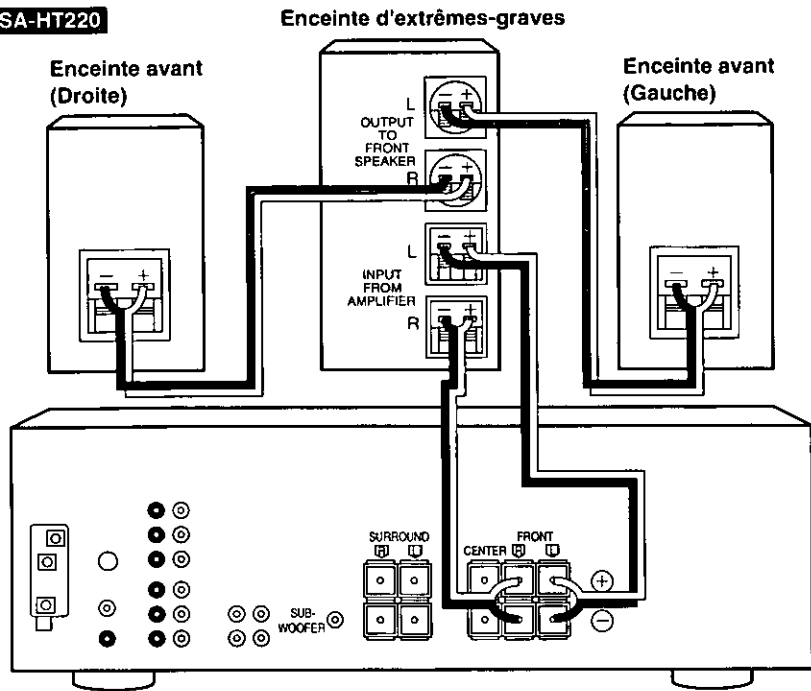 SA-HT220
Enceinte d'extrêmes-graves
Enceinte avant
(Droite)
Enceinte avant
(Gauche)
L
− +
OUTPUT
TO
FRONT
SPEAKER
R
− +
L
− +
INPUT
FROM
AMPLIFIER
R
− +
− +
− +
SURROUND
R L
CENTER
FRONT
R L
+
−
SUB-
WOOFER